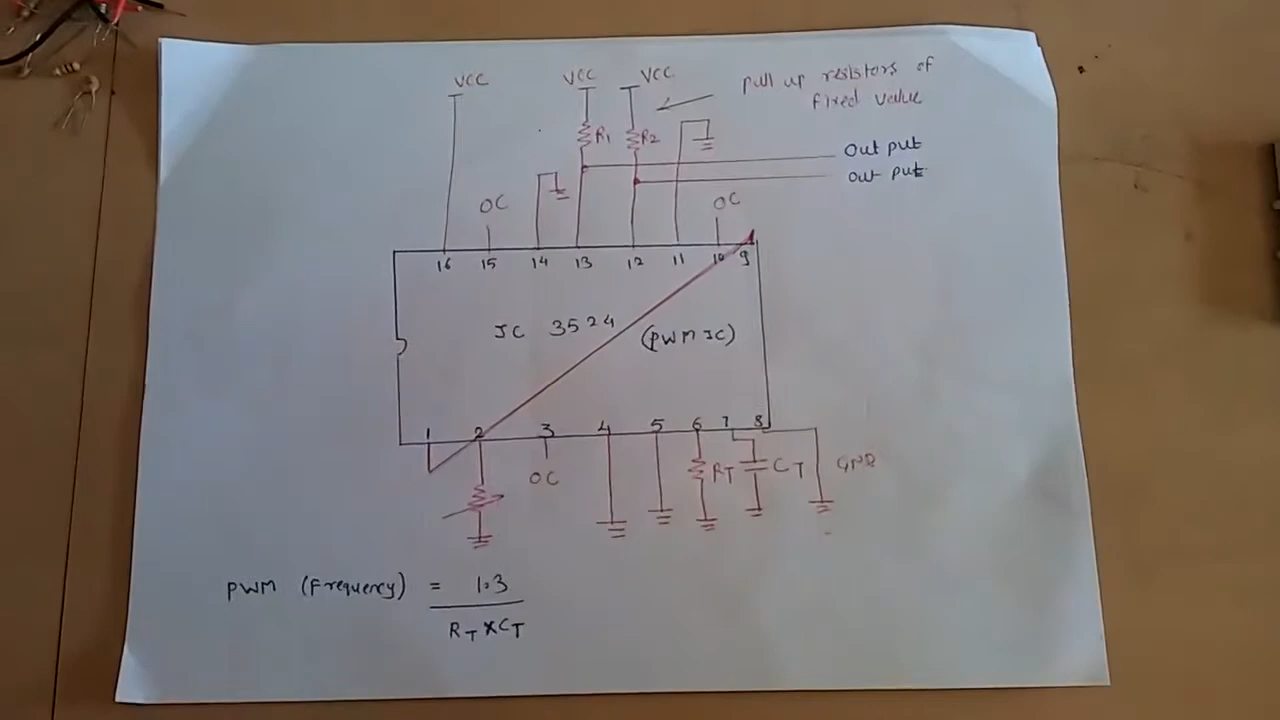 VCC
VCC
VCC
pull up resistors of
fixed value
R1
R2
out put
out put
OC
OC
16 15 14 13 12 11 10 9
IC 3524
(PWM IC)
1 2 3 4 5 6 7 8
OC
RT
CT
GND
PWM (Frequency) = 1.3
RT × CT